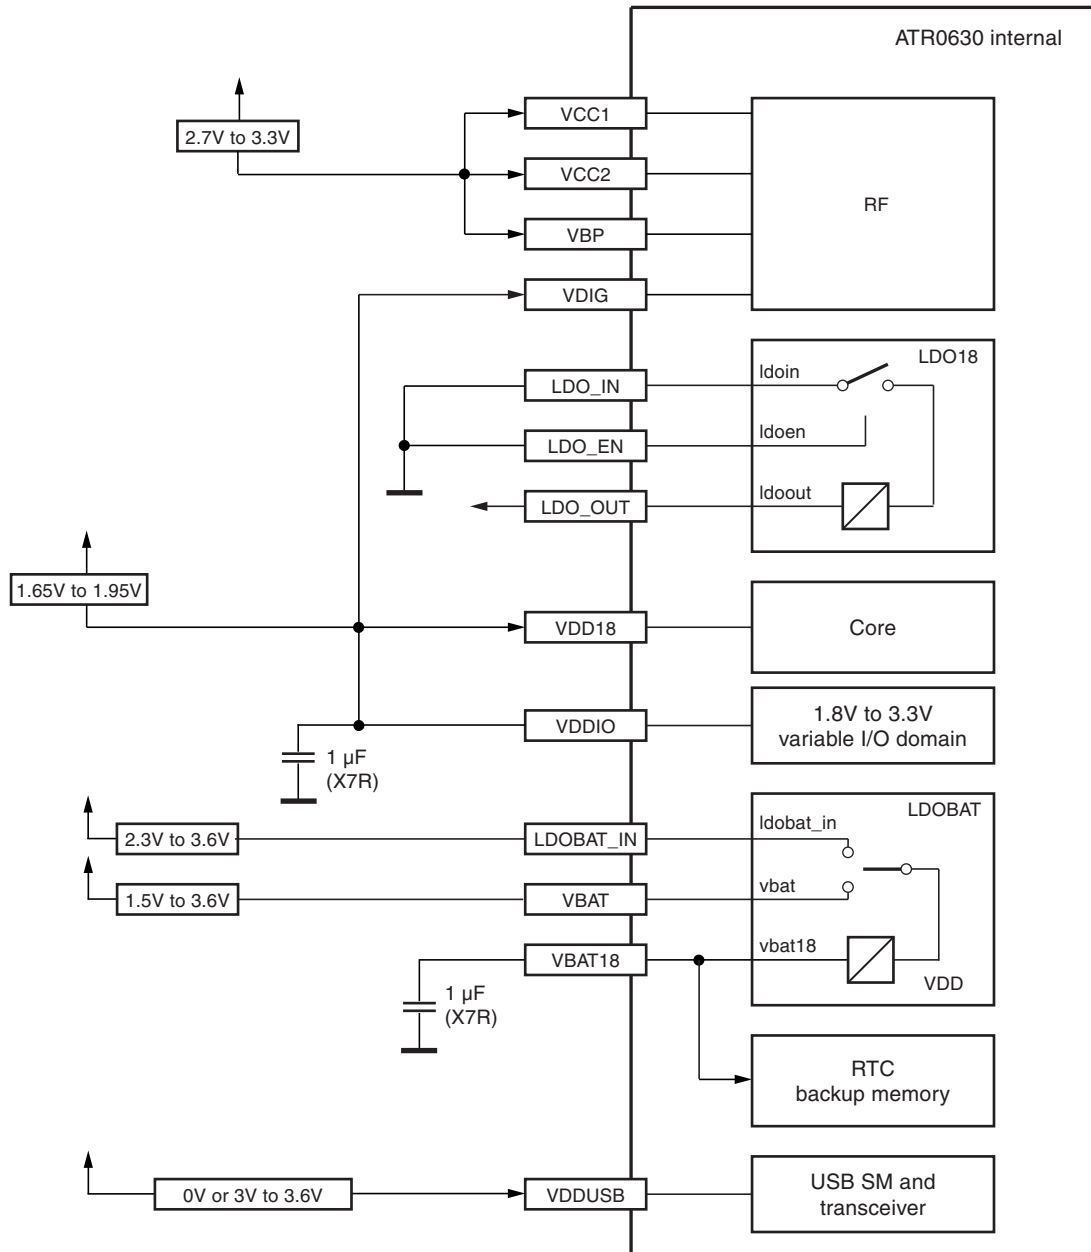 ATR0630 internal
2.7V to 3.3V
VCC1
VCC2
VBP
VDIG
RF
LDO_IN
LDO_EN
LDO_OUT
ldoin
ldoen
ldoout
LDO18
1.65V to 1.95V
VDD18
Core
VDDIO
1.8V to 3.3V
variable I/O domain
1 µF
(X7R)
2.3V to 3.6V
LDOBAT_IN
ldobat_in
LDOBAT
1.5V to 3.6V
VBAT
vbat
VBAT18
vbat18
VDD
1 µF
(X7R)
RTC
backup memory
0V or 3V to 3.6V
VDDUSB
USB SM and
transceiver